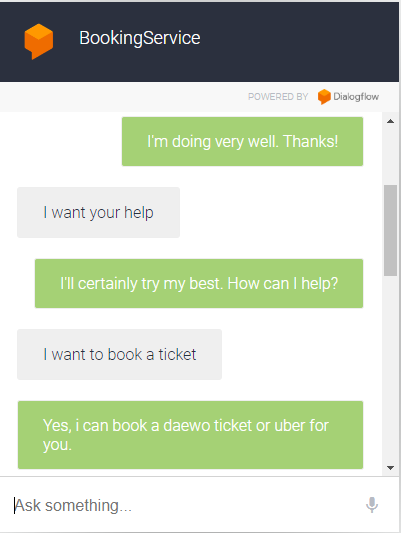 BookingService
POWERED BY Dialogflow
I'm doing very well. Thanks!
I want your help
I'll certainly try my best. How can I help?
I want to book a ticket
Yes, i can book a daewo ticket or uber for
you.
Ask something...